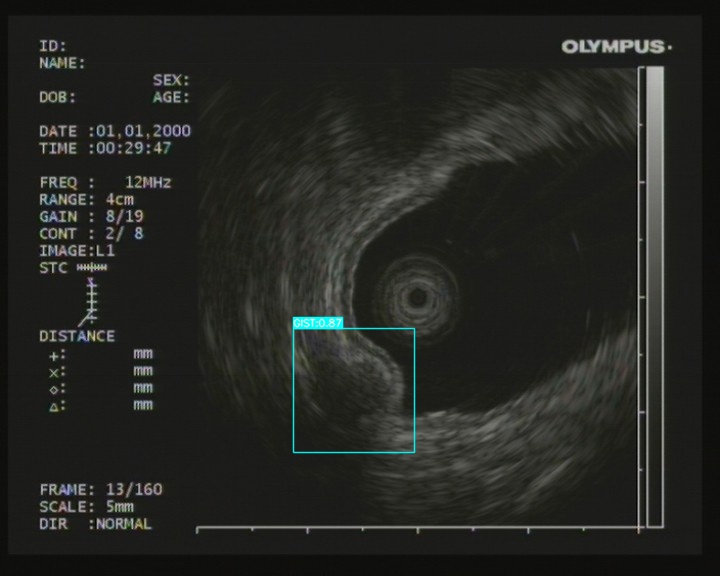 ID:
OLYMPUS
NAME:
SEX:
DOB: AGE:
DATE :01,01,2000
TIME :00:29:47
FREQ : 12MHz
RANGE: 4cm
GAIN : 8/19
CONT : 2/ 8
IMAGE:L1
STC
GIST:0.87
DISTANCE
+: mm
×: mm
◇: mm
△: mm
FRAME: 13/160
SCALE: 5mm
DIR :NORMAL